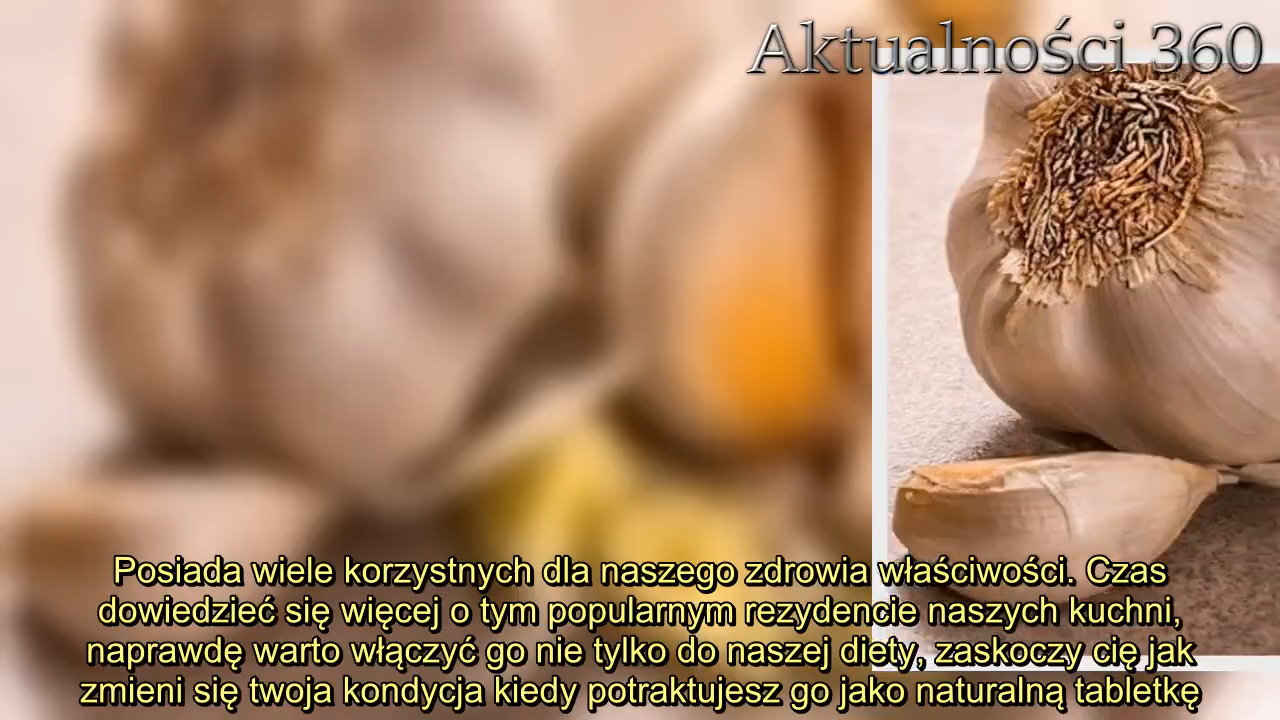 Aktualności 360
Posiada wiele korzystnych dla naszego zdrowia właściwości. Czas
dowiedzieć się więcej o tym popularnym rezydencie naszych kuchni,
naprawdę warto włączyć go nie tylko do naszej diety, zaskoczy cię jak
zmieni się twoja kondycja kiedy potraktujesz go jako naturalną tabletkę